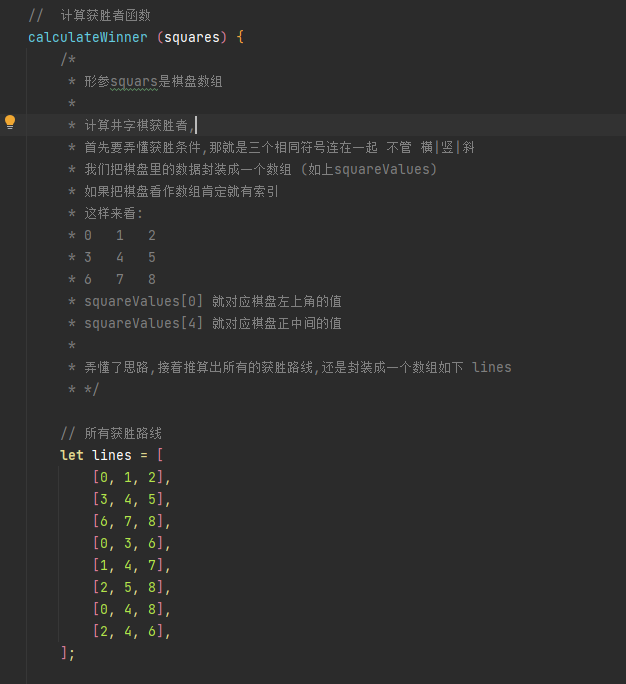 // 计算获胜者函数
calculateWinner (squares) {
/*
* 形参squars是棋盘数组
*
* 计算井字棋获胜者,
* 首先要弄懂获胜条件,那就是三个相同符号连在一起 不管 横|竖|斜
* 我们把棋盘里的数据封装成一个数组 (如上squareValues)
* 如果把棋盘看作数组肯定就有索引
* 这样来看:
* 0 1 2
* 3 4 5
* 6 7 8
* squareValues[0] 就对应棋盘左上角的值
* squareValues[4] 就对应棋盘正中间的值
*
* 弄懂了思路,接着推算出所有的获胜路线,还是封装成一个数组如下 lines
* */
// 所有获胜路线
let lines = [
[0, 1, 2],
[3, 4, 5],
[6, 7, 8],
[0, 3, 6],
[1, 4, 7],
[2, 5, 8],
[0, 4, 8],
[2, 4, 6],
];